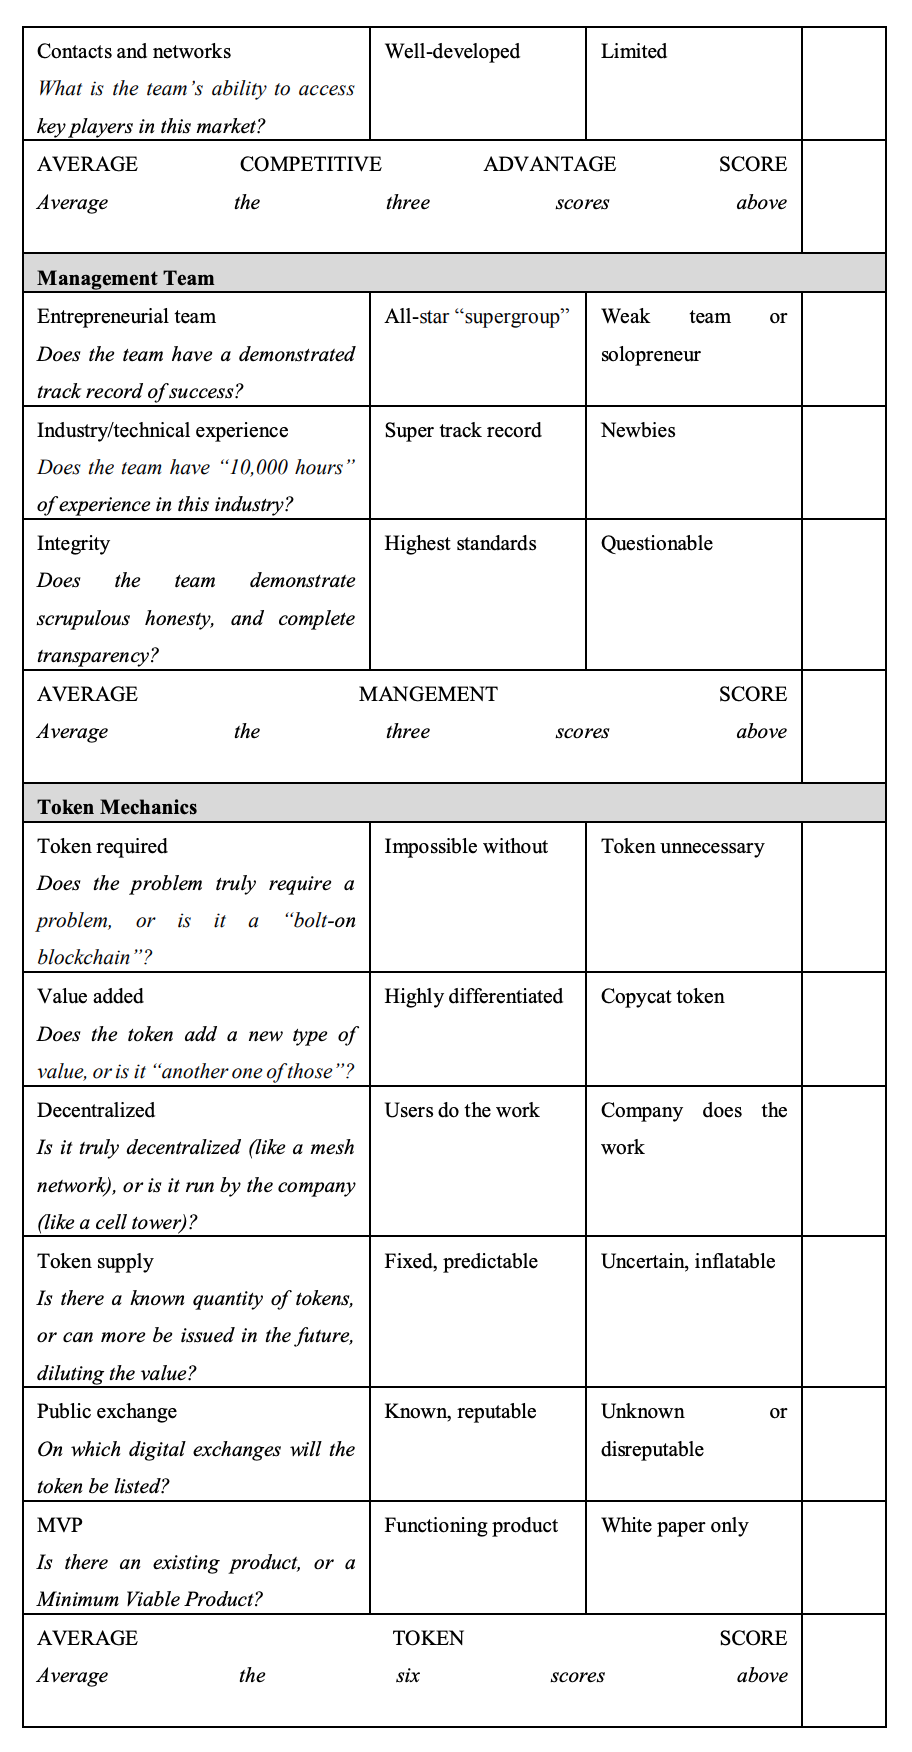 Contacts and networks Well-developed Limited
What is the team’s ability to access
key players in this market?
AVERAGE COMPETITIVE ADVANTAGE SCORE
Average the three scores above
Management Team
Entrepreneurial team All-star “supergroup” Weak team or
Does the team have a demonstrated solopreneur
track record of success?
Industry/technical experience Super track record Newbies
Does the team have “10,000 hours”
of experience in this industry?
Integrity Highest standards Questionable
Does the team demonstrate
scrupulous honesty, and complete
transparency?
AVERAGE MANGEMENT SCORE
Average the three scores above
Token Mechanics
Token required Impossible without Token unnecessary
Does the problem truly require a
problem, or is it a “bolt-on
blockchain”?
Value added Highly differentiated Copycat token
Does the token add a new type of
value, or is it “another one of those”?
Decentralized Users do the work Company does the
Is it truly decentralized (like a mesh work
network), or is it run by the company
(like a cell tower)?
Token supply Fixed, predictable Uncertain, inflatable
Is there a known quantity of tokens,
or can more be issued in the future,
diluting the value?
Public exchange Known, reputable Unknown or
On which digital exchanges will the disreputable
token be listed?
MVP Functioning product White paper only
Is there an existing product, or a
Minimum Viable Product?
AVERAGE TOKEN SCORE
Average the six scores above